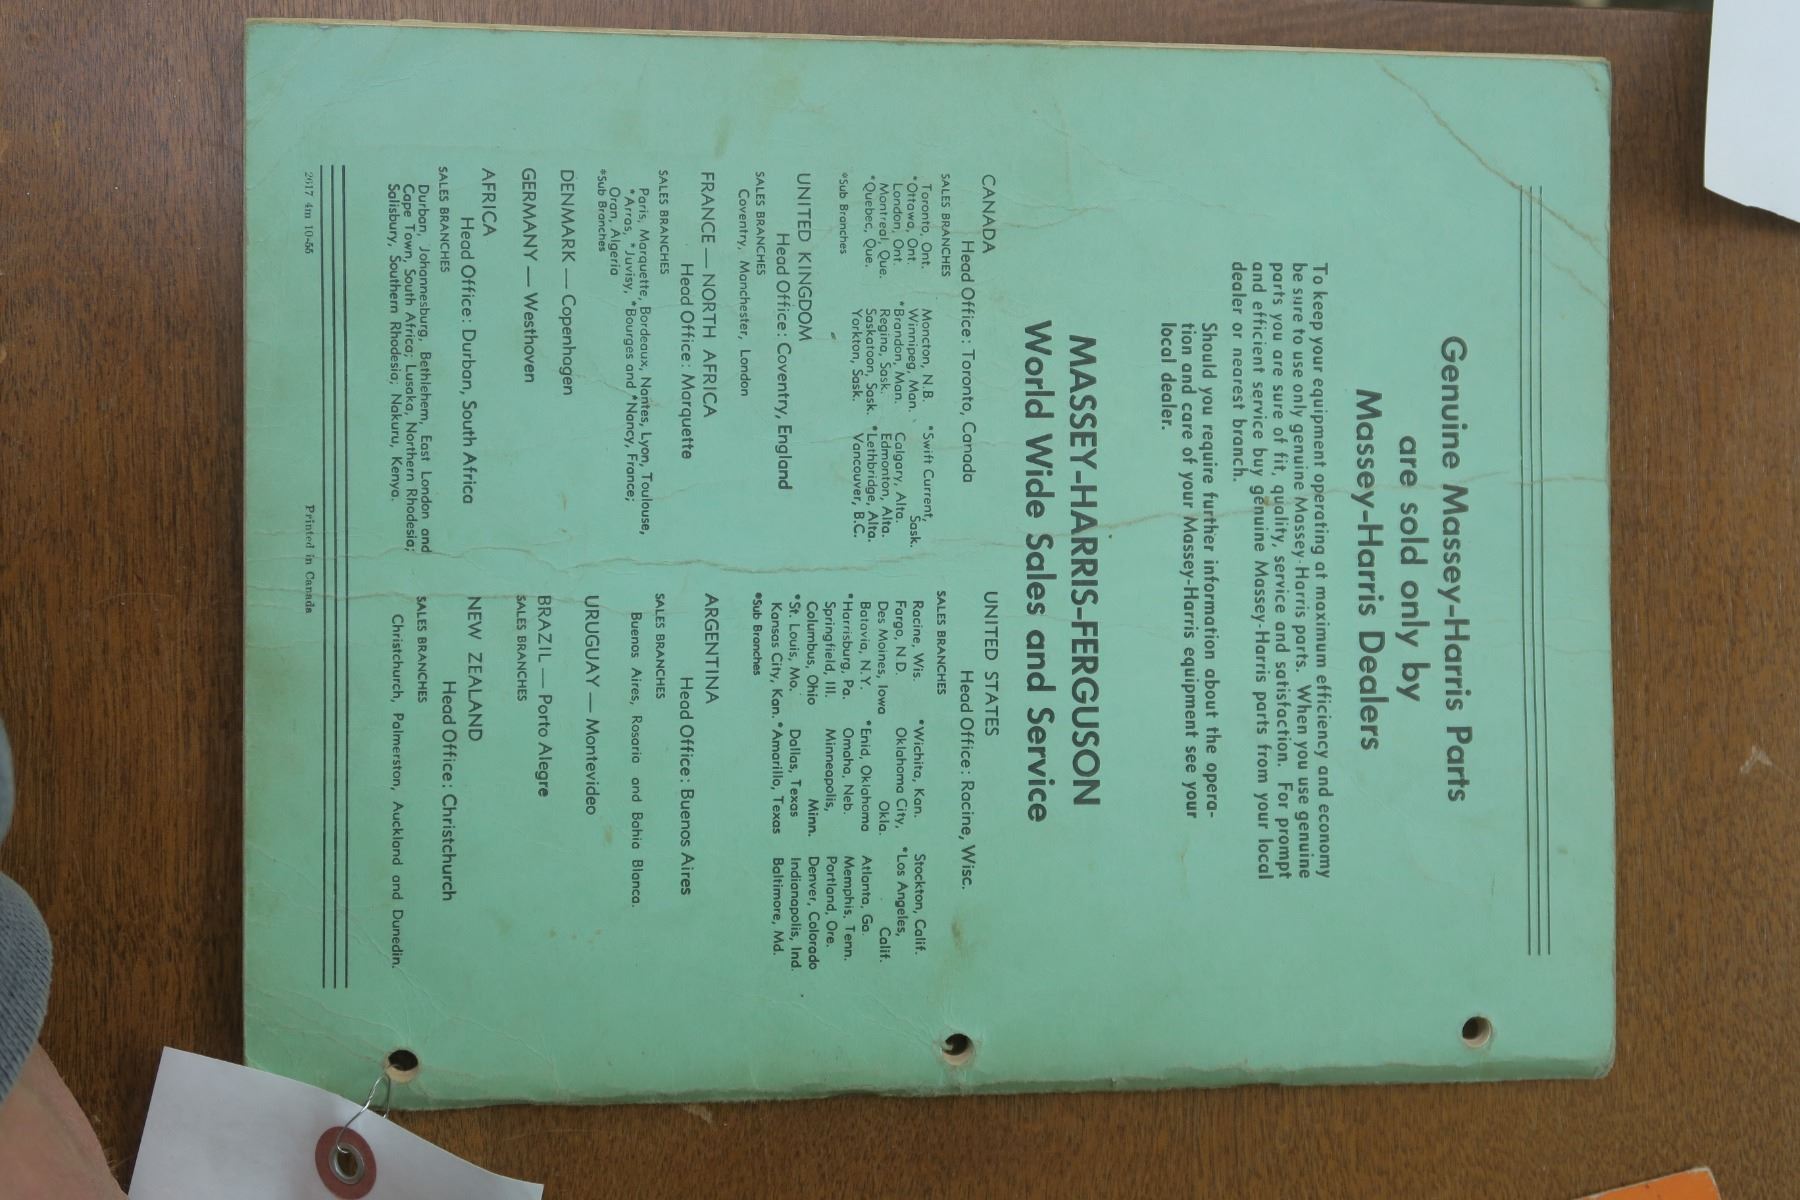 Genuine Massey-Harris Parts
are sold only by
Massey-Harris Dealers
To keep your equipment operating at maximum efficiency and economy
be sure to use only genuine Massey-Harris parts. When you use genuine
parts you are sure of fit, quality, service and satisfaction. For prompt
and efficient service buy genuine Massey-Harris parts from your local
dealer or nearest branch.
Should you require further information about the opera-
tion and care of your Massey-Harris equipment see your
local dealer.
MASSEY-HARRIS-FERGUSON
World Wide Sales and Service
CANADA
Head Office: Toronto, Canada
SALES BRANCHES
Toronto, Ont.
*Ottawa, Ont.
London, Ont.
Montreal, Que.
*Quebec, Que.
Moncton, N.B.
Winnipeg, Man.
*Brandon, Man.
Regina, Sask.
Saskatoon, Sask.
Yorkton, Sask.
*Swift Current,
Sask.
Calgary, Alta.
Edmonton, Alta.
*Lethbridge, Alta.
Vancouver, B.C.
*Sub Branches
UNITED KINGDOM
Head Office: Coventry, England
SALES BRANCHES
Coventry, Manchester, London
FRANCE — NORTH AFRICA
Head Office: Marquette
SALES BRANCHES
Paris, Marquette, Bordeaux, Nantes, Lyon, Toulouse,
*Arras, *Juvisy, *Bourges and *Nancy, France;
Oran, Algeria
*Sub Branches
DENMARK — Copenhagen
GERMANY — Westhoven
AFRICA
Head Office: Durban, South Africa
SALES BRANCHES
Durban, Johannesburg, Bethlehem, East London and
Cape Town, South Africa; Lusaka, Northern Rhodesia;
Salisbury, Southern Rhodesia; Nakuru, Kenya.
UNITED STATES
Head Office: Racine, Wisc.
SALES BRANCHES
Racine, Wis.
Fargo, N.D.
Des Moines, Iowa
Batavia, N.Y.
*Harrisburg, Pa.
Springfield, Ill.
Columbus, Ohio
*St. Louis, Mo.
Kansas City, Kan.
*Wichita, Kan.
Oklahoma City,
Okla.
*Enid, Oklahoma
Omaha, Neb.
Minneapolis,
Minn.
Dallas, Texas
*Amarillo, Texas
Stockton, Calif.
*Los Angeles,
Calif.
Atlanta, Ga.
Memphis, Tenn.
Portland, Ore.
Denver, Colorado
Indianapolis, Ind.
Baltimore, Md.
*Sub Branches
ARGENTINA
Head Office: Buenos Aires
SALES BRANCHES
Buenos Aires, Rosario and Bahia Blanca.
URUGUAY — Montevideo
BRAZIL — Porto Alegre
SALES BRANCHES
NEW ZEALAND
Head Office: Christchurch
SALES BRANCHES
Christchurch, Palmerston, Auckland and Dunedin.
2617 4m 10-55
Printed in Canada